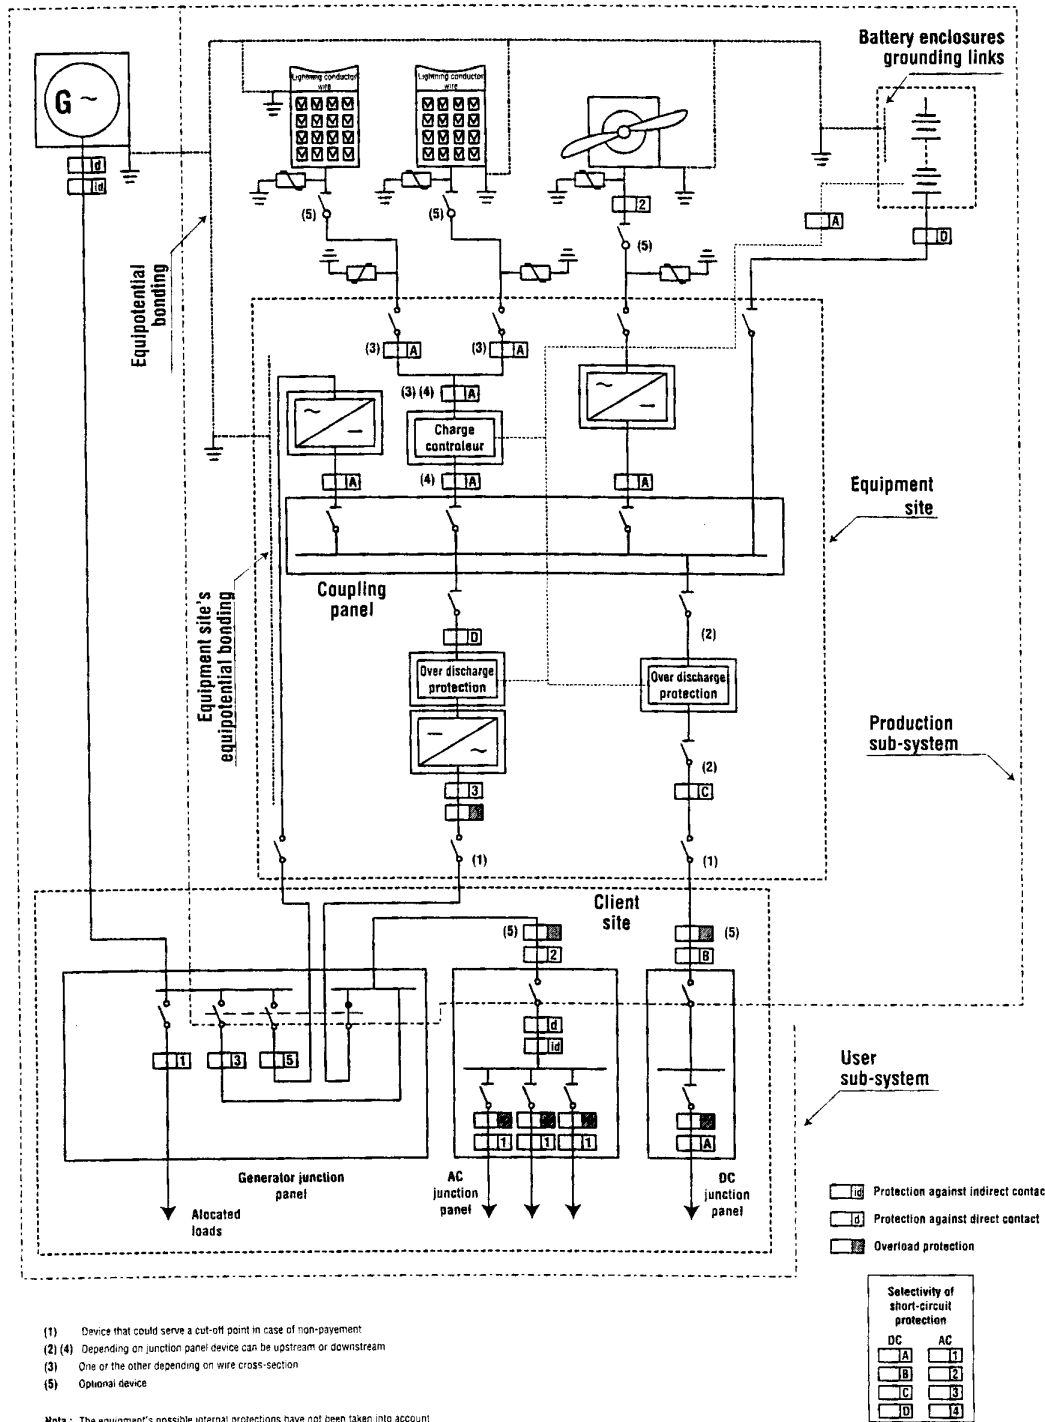 Battery enclosures
grounding links
Lightning conductor
wire
Lightning conductor
wire
G ~
d
id
2
A
D
(5)
(5)
(5)
Equipotential
bonding
(3) A
(3) A
(3) (4) A
~
—
~
—
Charge
controleur
A
(4) A
A
Equipment
site
Coupling
panel
Equipment site's
equipotential bonding
(2)
D
Over discharge
protection
Over discharge
protection
—
~
Production
sub-system
(2)
3
C
(1)
(1)
Client
site
(5)
2
(5)
B
1
3
5
d
id
User
sub-system
1
1
1
A
Generator junction
panel
AC
junction
panel
DC
junction
panel
Alocated
loads
id Protection against indirect contac
d Protection against direct contact
Overload protection
Selectivity of
short-circuit
protection
DC AC
A 1
B 2
C 3
D 4
(1) Device that could serve a cut-off point in case of non-payement
(2) (4) Depending on junction panel device can be upstream or downstream
(3) One or the other depending on wire cross-section
(5) Optional device
Nota : The equipment's possible internal protections have not been taken into account